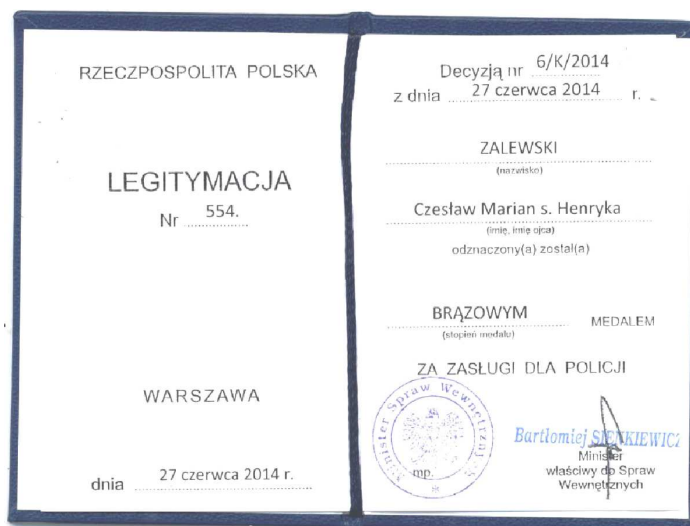 RZECZPOSPOLITA POLSKA
LEGITYMACJA
Nr 554.
WARSZAWA
dnia 27 czerwca 2014 r.
Decyzją nr 6/K/2014
z dnia 27 czerwca 2014 r.
ZALEWSKI
(nazwisko)
Czesław Marian s. Henryka
(imię, imię ojca)
odznaczony(a) został(a)
BRĄZOWYM MEDALEM
(stopień medalu)
ZA ZASŁUGI DLA POLICJI
Minister Spraw Wewnętrznych
mp.
Bartłomiej SIENKIEWICZ
Minister
właściwy do Spraw
Wewnętrznych